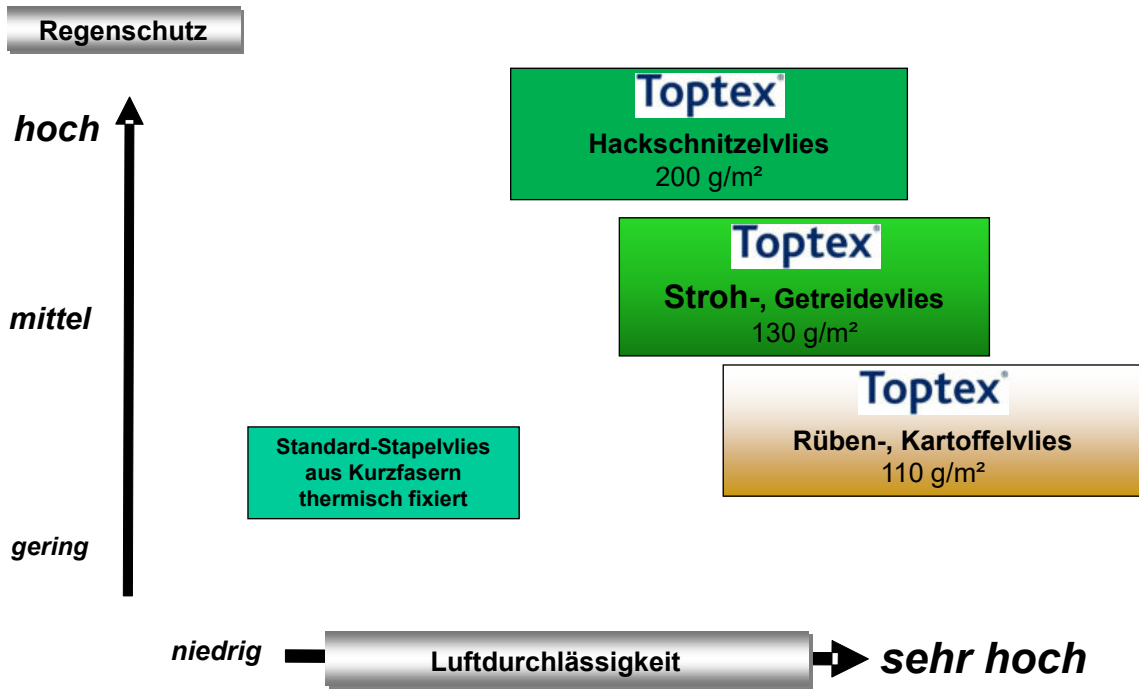 Regenschutz
hoch
Toptex®
Hackschnitzelvlies
200 g/m²
mittel
Toptex®
Stroh-, Getreidevlies
130 g/m²
Toptex®
Rüben-, Kartoffelvlies
110 g/m²
Standard-Stapelvlies
aus Kurzfasern
thermisch fixiert
gering
niedrig
Luftdurchlässigkeit
sehr hoch